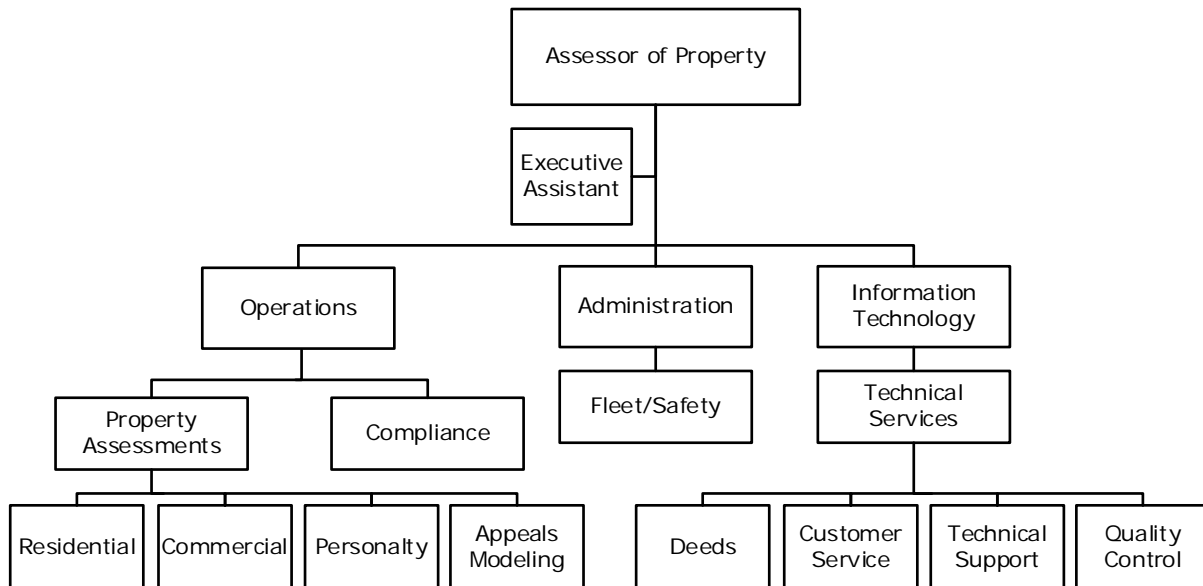 Assessor of Property
Executive
Assistant
Operations
Administration
Information
Technology
Property
Assessments
Compliance
Fleet/Safety
Technical
Services
Residential
Commercial
Personalty
Appeals
Modeling
Deeds
Customer
Service
Technical
Support
Quality
Control